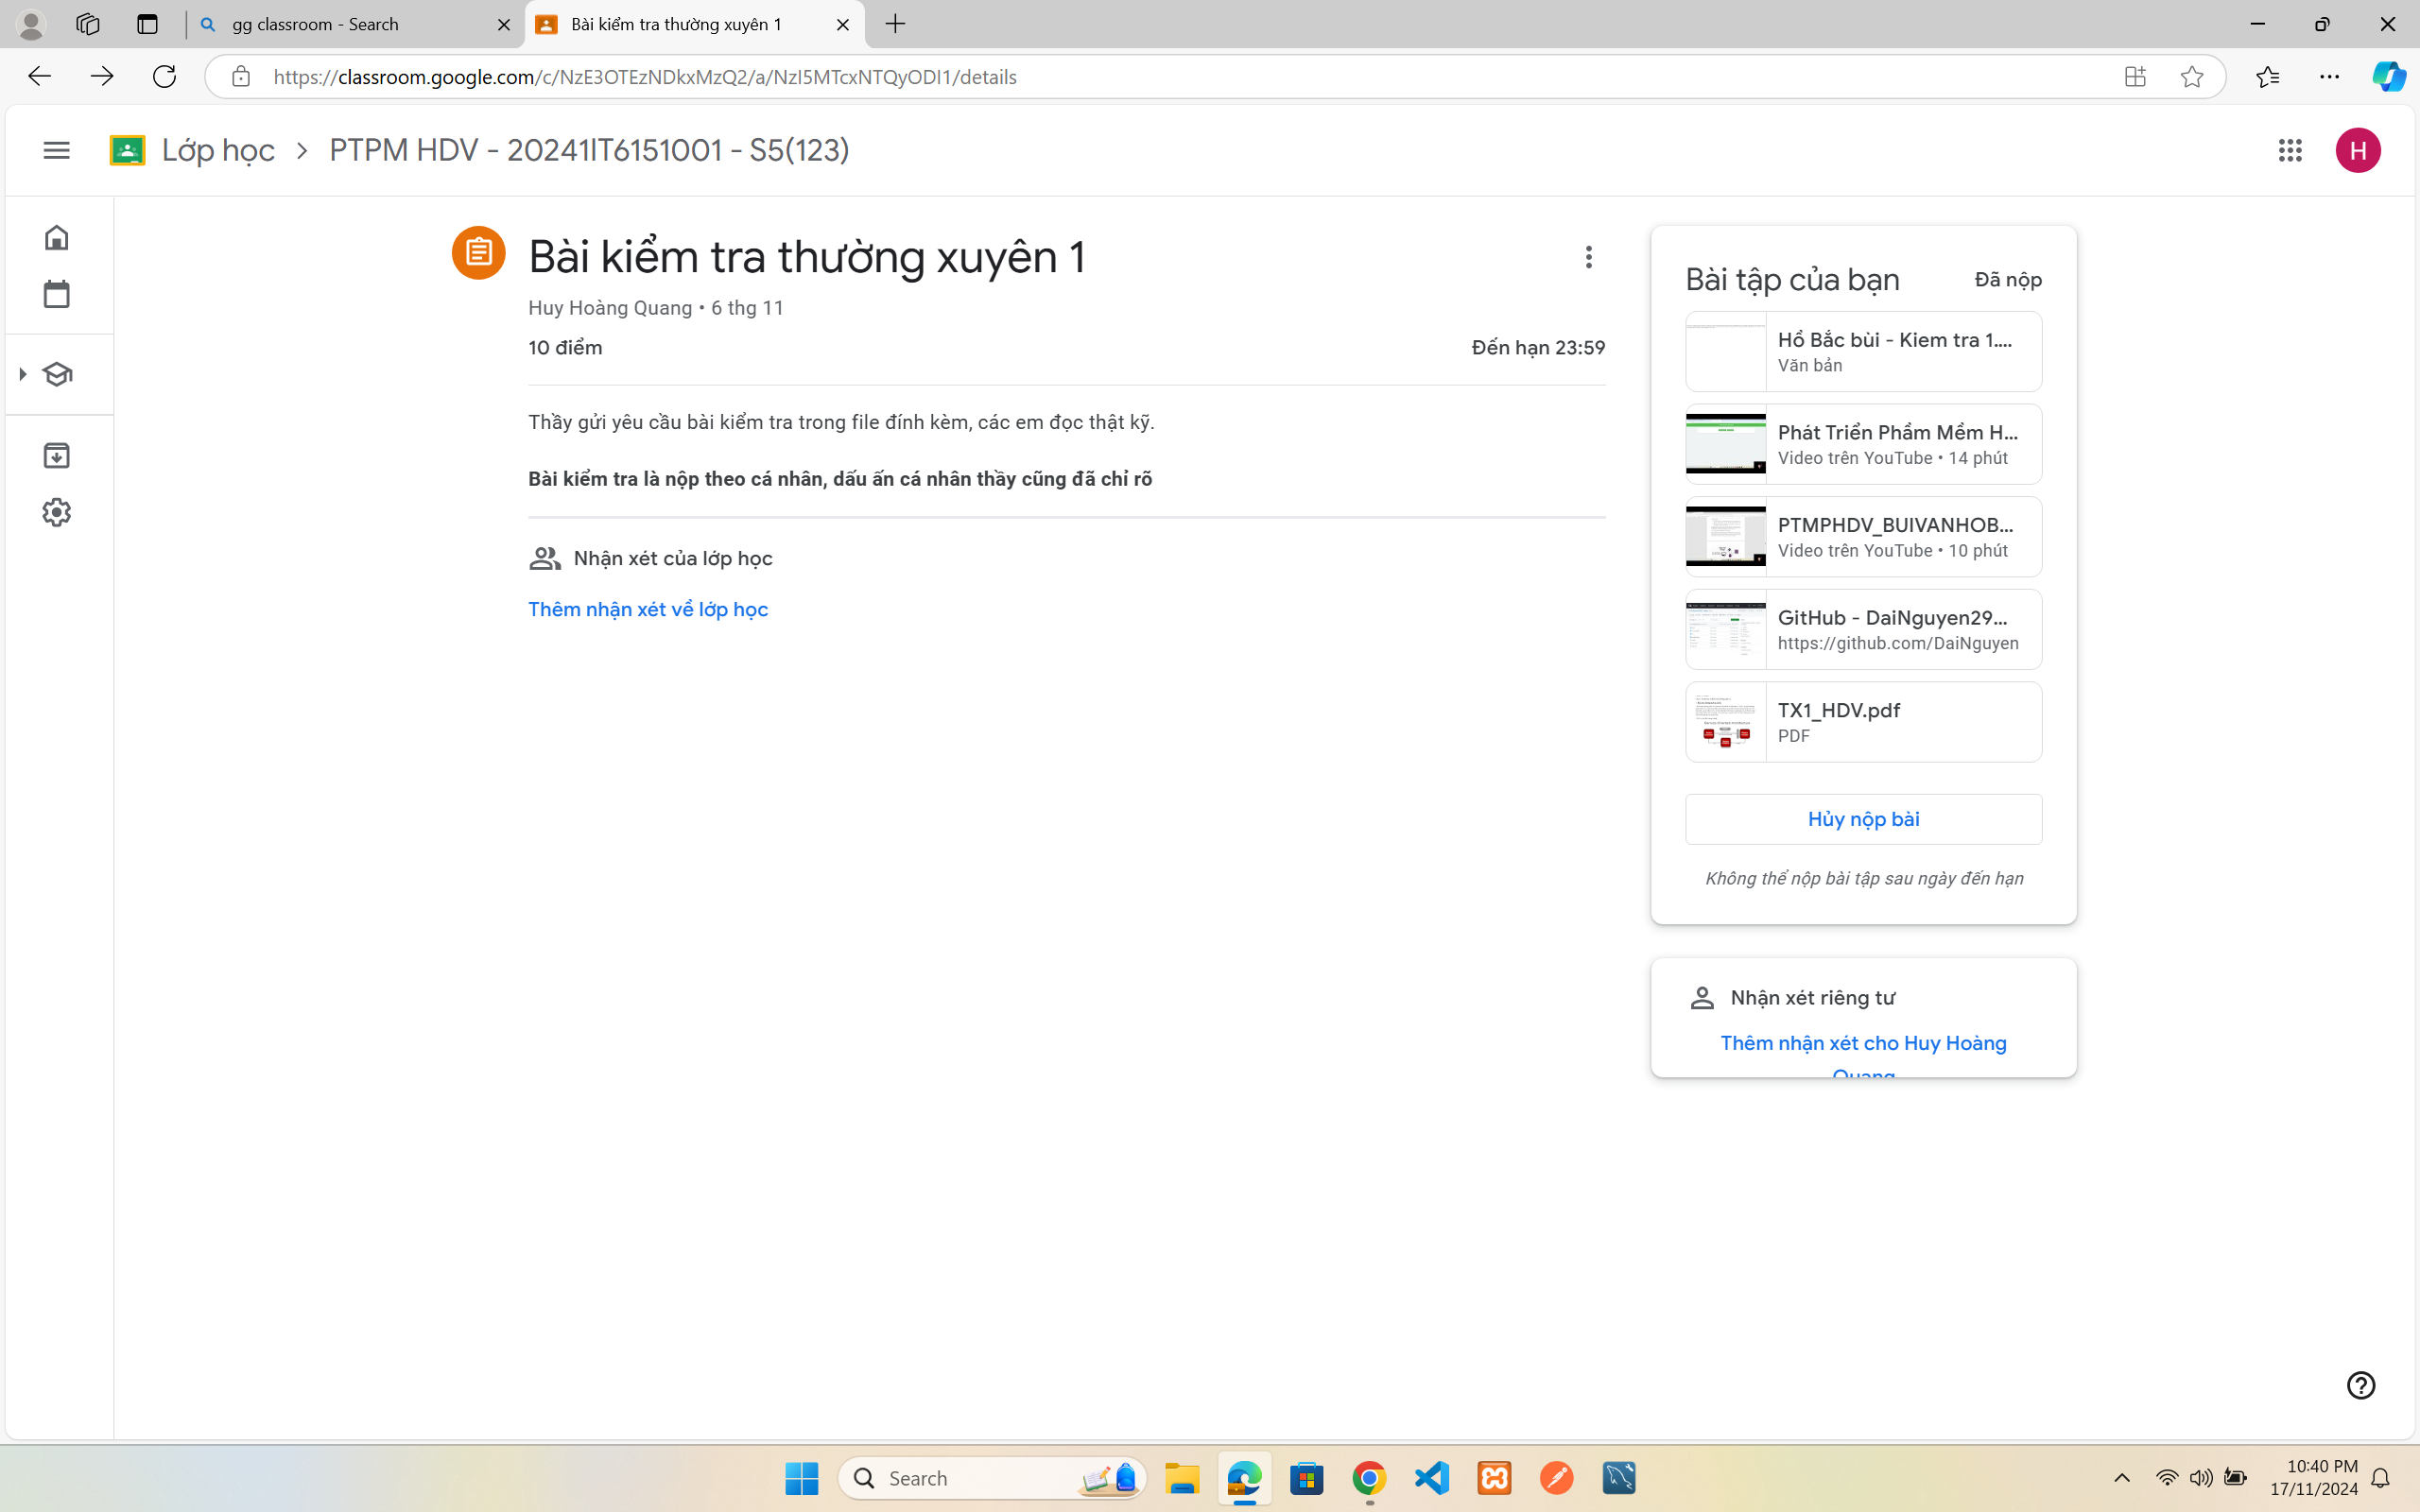 gg classroom - Search
Bài kiểm tra thường xuyên 1
https://classroom.google.com/c/NzE3OTEzNDkxMzQ2/a/NzI5MTcxNTQyODI1/details
Lớp học
PTPM HDV - 20241IT6151001 - S5(123)
H
Bài kiểm tra thường xuyên 1
Huy Hoàng Quang • 6 thg 11
10 điểm
Đến hạn 23:59
Thầy gửi yêu cầu bài kiểm tra trong file đính kèm, các em đọc thật kỹ.
Bài kiểm tra là nộp theo cá nhân, dấu ấn cá nhân thầy cũng đã chỉ rõ
Nhận xét của lớp học
Thêm nhận xét về lớp học
Bài tập của bạn
Đã nộp
Hồ Bắc bùi - Kiem tra 1....
Văn bản
Phát Triển Phầm Mềm H...
Video trên YouTube • 14 phút
PTMPHDV_BUIVANHOB...
Video trên YouTube • 10 phút
GitHub - DaiNguyen29...
https://github.com/DaiNguyen
TX1_HDV.pdf
PDF
Hủy nộp bài
Không thể nộp bài tập sau ngày đến hạn
Nhận xét riêng tư
Thêm nhận xét cho Huy Hoàng
Quang
Search
10:40 PM
17/11/2024